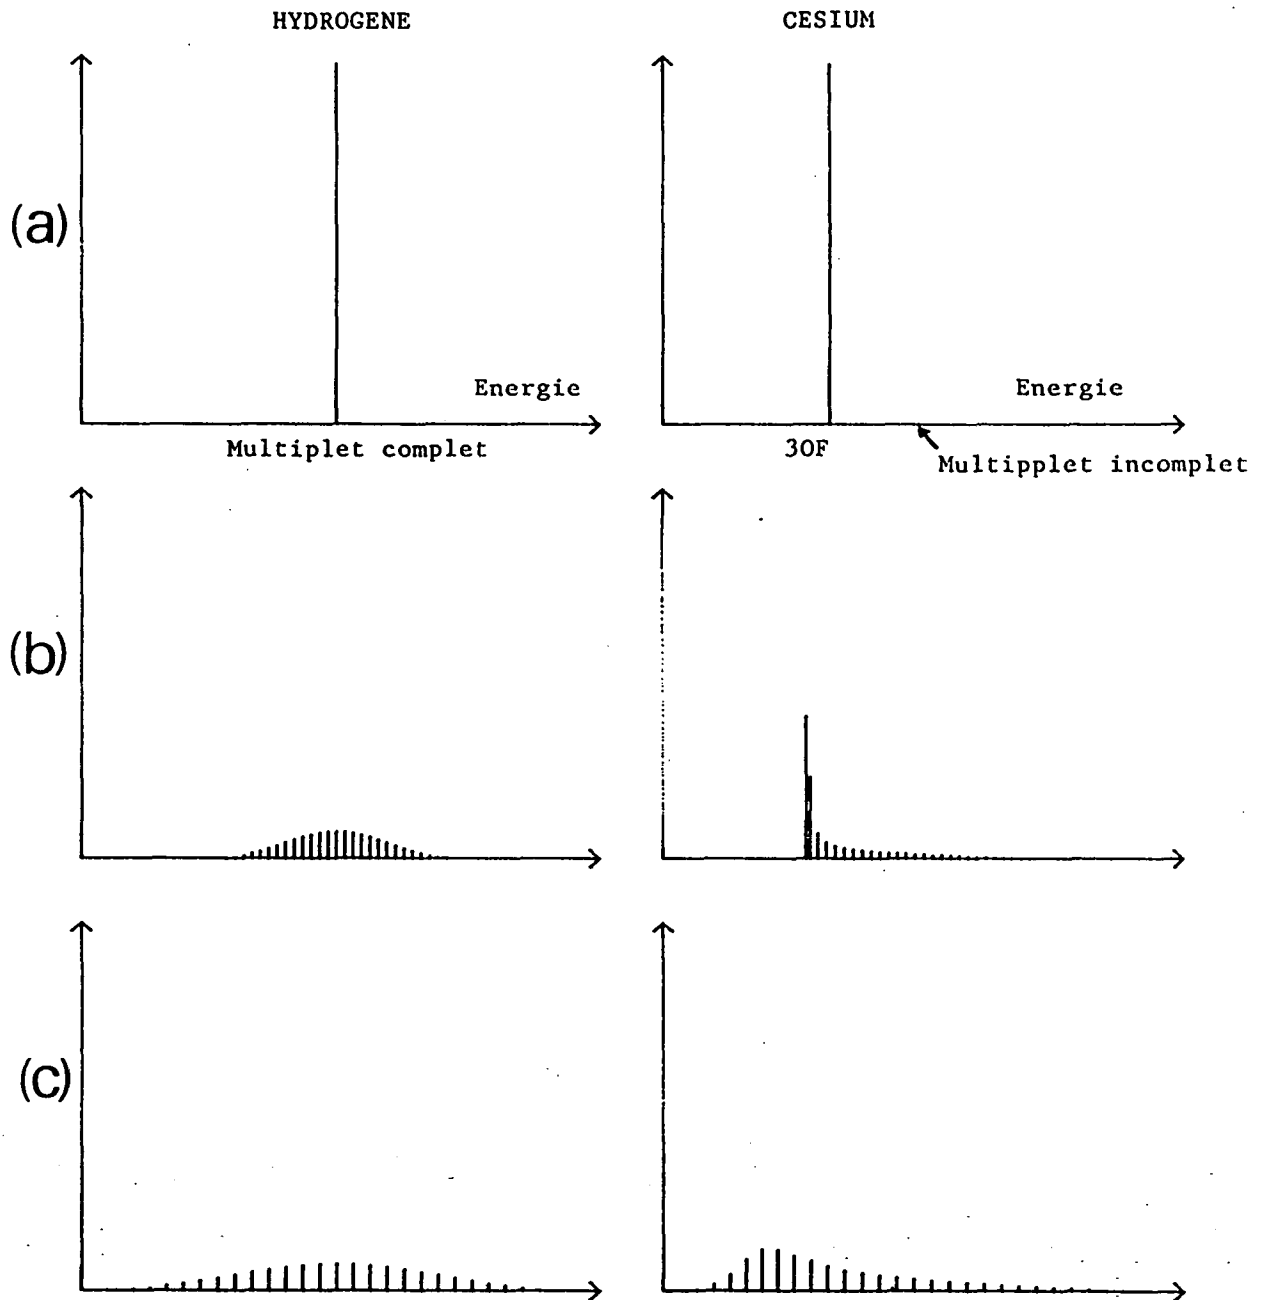 HYDROGENE
CESIUM
(a)
Energie
Energie
Multiplet complet
30F
Multipplet incomplet
(b)
(c)